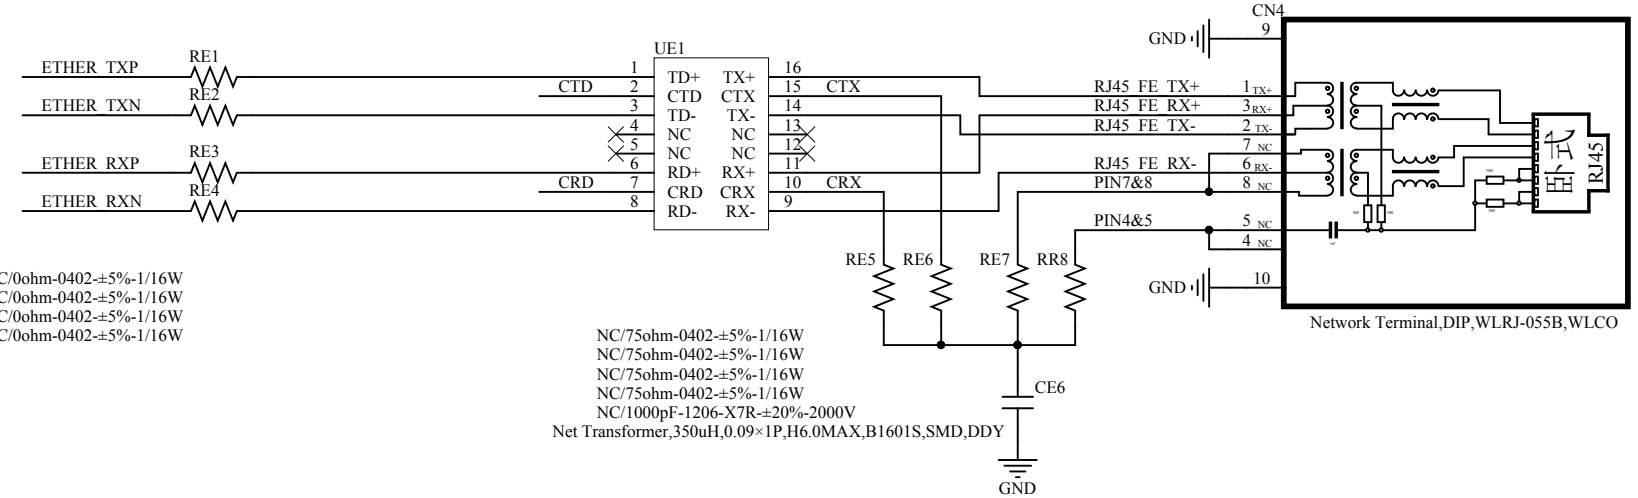 CN4
9
GND
UE1
ETHER_TXP
RE1
1
TD+
TX+
16
CTD
2
CTD
CTX
15
CTX
RJ45_FE_TX+
1
TX+
ETHER_TXN
RE2
3
TD-
TX-
14
RJ45_FE_RX+
3
RX+
4
NC
NC
13
RJ45_FE_TX-
2
TX-
5
NC
NC
12
7
NC
ETHER_RXP
RE3
6
RD+
RX+
11
RJ45_FE_RX-
6
RX-
CRD
7
CRD
CRX
10
CRX
PIN7&8
8
NC
ETHER_RXN
RE4
8
RD-
RX-
9
PIN4&5
5
NC
4
NC
RJ45
RE5
RE6
RE7
RR8
GND
10
C/0ohm-0402-±5%-1/16W
C/0ohm-0402-±5%-1/16W
C/0ohm-0402-±5%-1/16W
C/0ohm-0402-±5%-1/16W
Network Terminal,DIP,WLRJ-055B,WLCO
NC/75ohm-0402-±5%-1/16W
NC/75ohm-0402-±5%-1/16W
NC/75ohm-0402-±5%-1/16W
NC/75ohm-0402-±5%-1/16W
NC/1000pF-1206-X7R-±20%-2000V
Net Transformer,350uH,0.09×1P,H6.0MAX,B1601S,SMD,DDY
CE6
GND